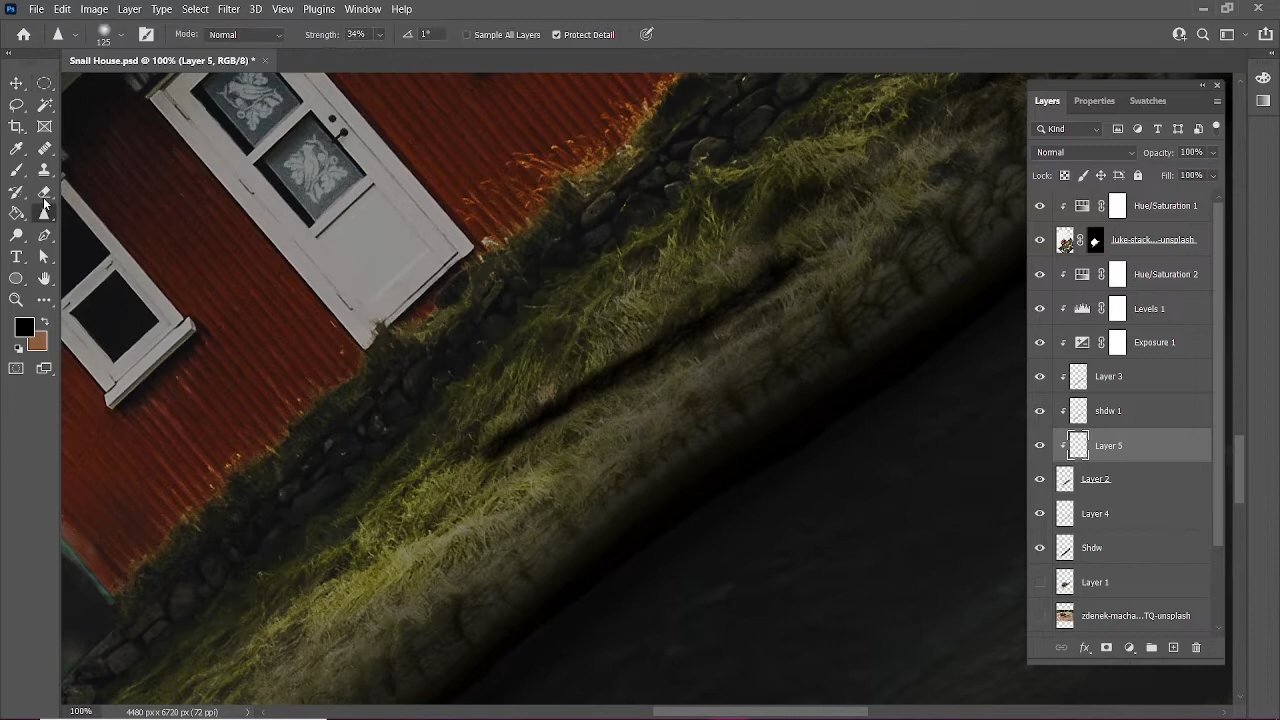 File Edit Image Layer Type Select Filter 3D View Plugins Window Help
125 Mode: Normal Strength: 34% 1° Sample All Layers Protect Detail
Snail House.psd @ 100% (Layer 5, RGB/8) *
Layers Properties Swatches
Kind
Normal Opacity: 100%
Lock: Fill: 100%
Hue/Saturation 1
luke-stack...-unsplash
Hue/Saturation 2
Levels 1
Exposure 1
Layer 3
shdw 1
Layer 5
Layer 2
Layer 4
Shdw
Layer 1
zdenek-macha...TQ-unsplash
fx
100% 4480 px x 6720 px (72 ppi)